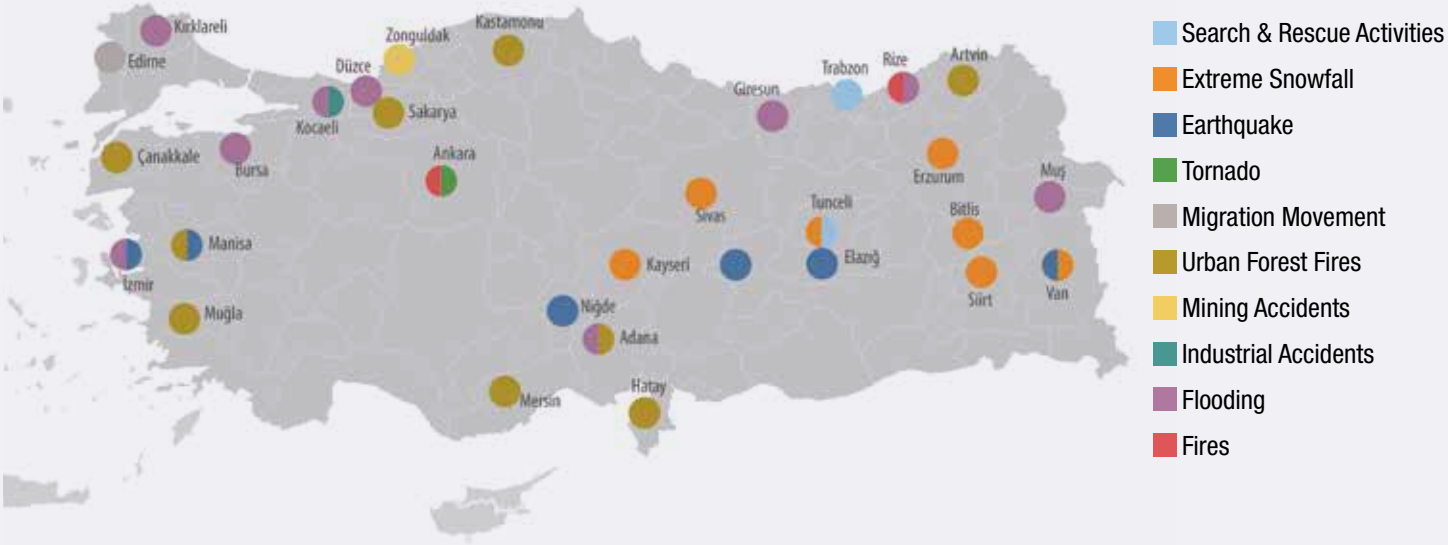 Kırklareli
Edirne
Zonguldak
Kastamonu
Düzce
Kocaeli
Sakarya
Çanakkale
Bursa
Ankara
Giresun
Trabzon
Rize
Artvin
Erzurum
Muş
Sivas
Tunceli
Bitlis
Manisa
İzmir
Kayseri
Elazığ
Siirt
Van
Muğla
Niğde
Adana
Mersin
Hatay
Search & Rescue Activities
Extreme Snowfall
Earthquake
Tornado
Migration Movement
Urban Forest Fires
Mining Accidents
Industrial Accidents
Flooding
Fires